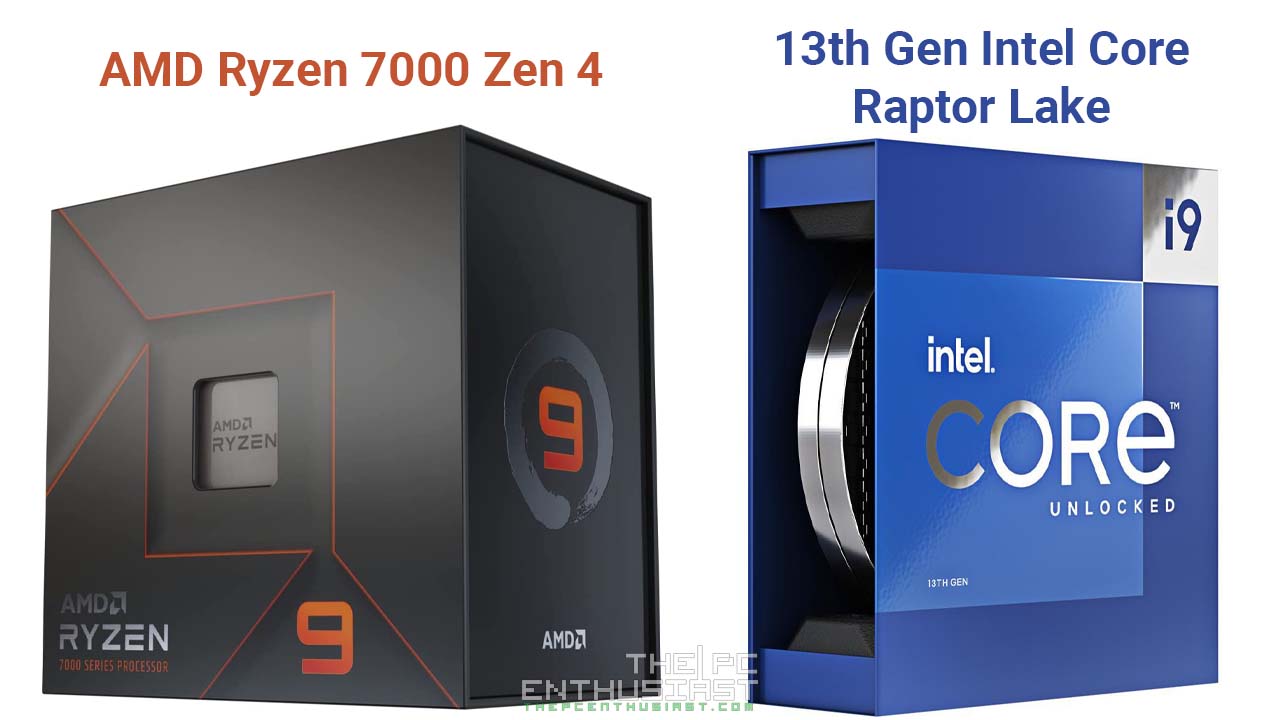 AMD Ryzen 7000 Zen 4
13th Gen Intel Core
Raptor Lake
AMD
RYZEN
AMD
RYZEN
7000 SERIES PROCESSOR
9
9
AMD
i9
intel.
CORE™
UNLOCKED
13TH GEN
THE PC
ENTHUSIAST
THEPCENTHUSIAST.COM